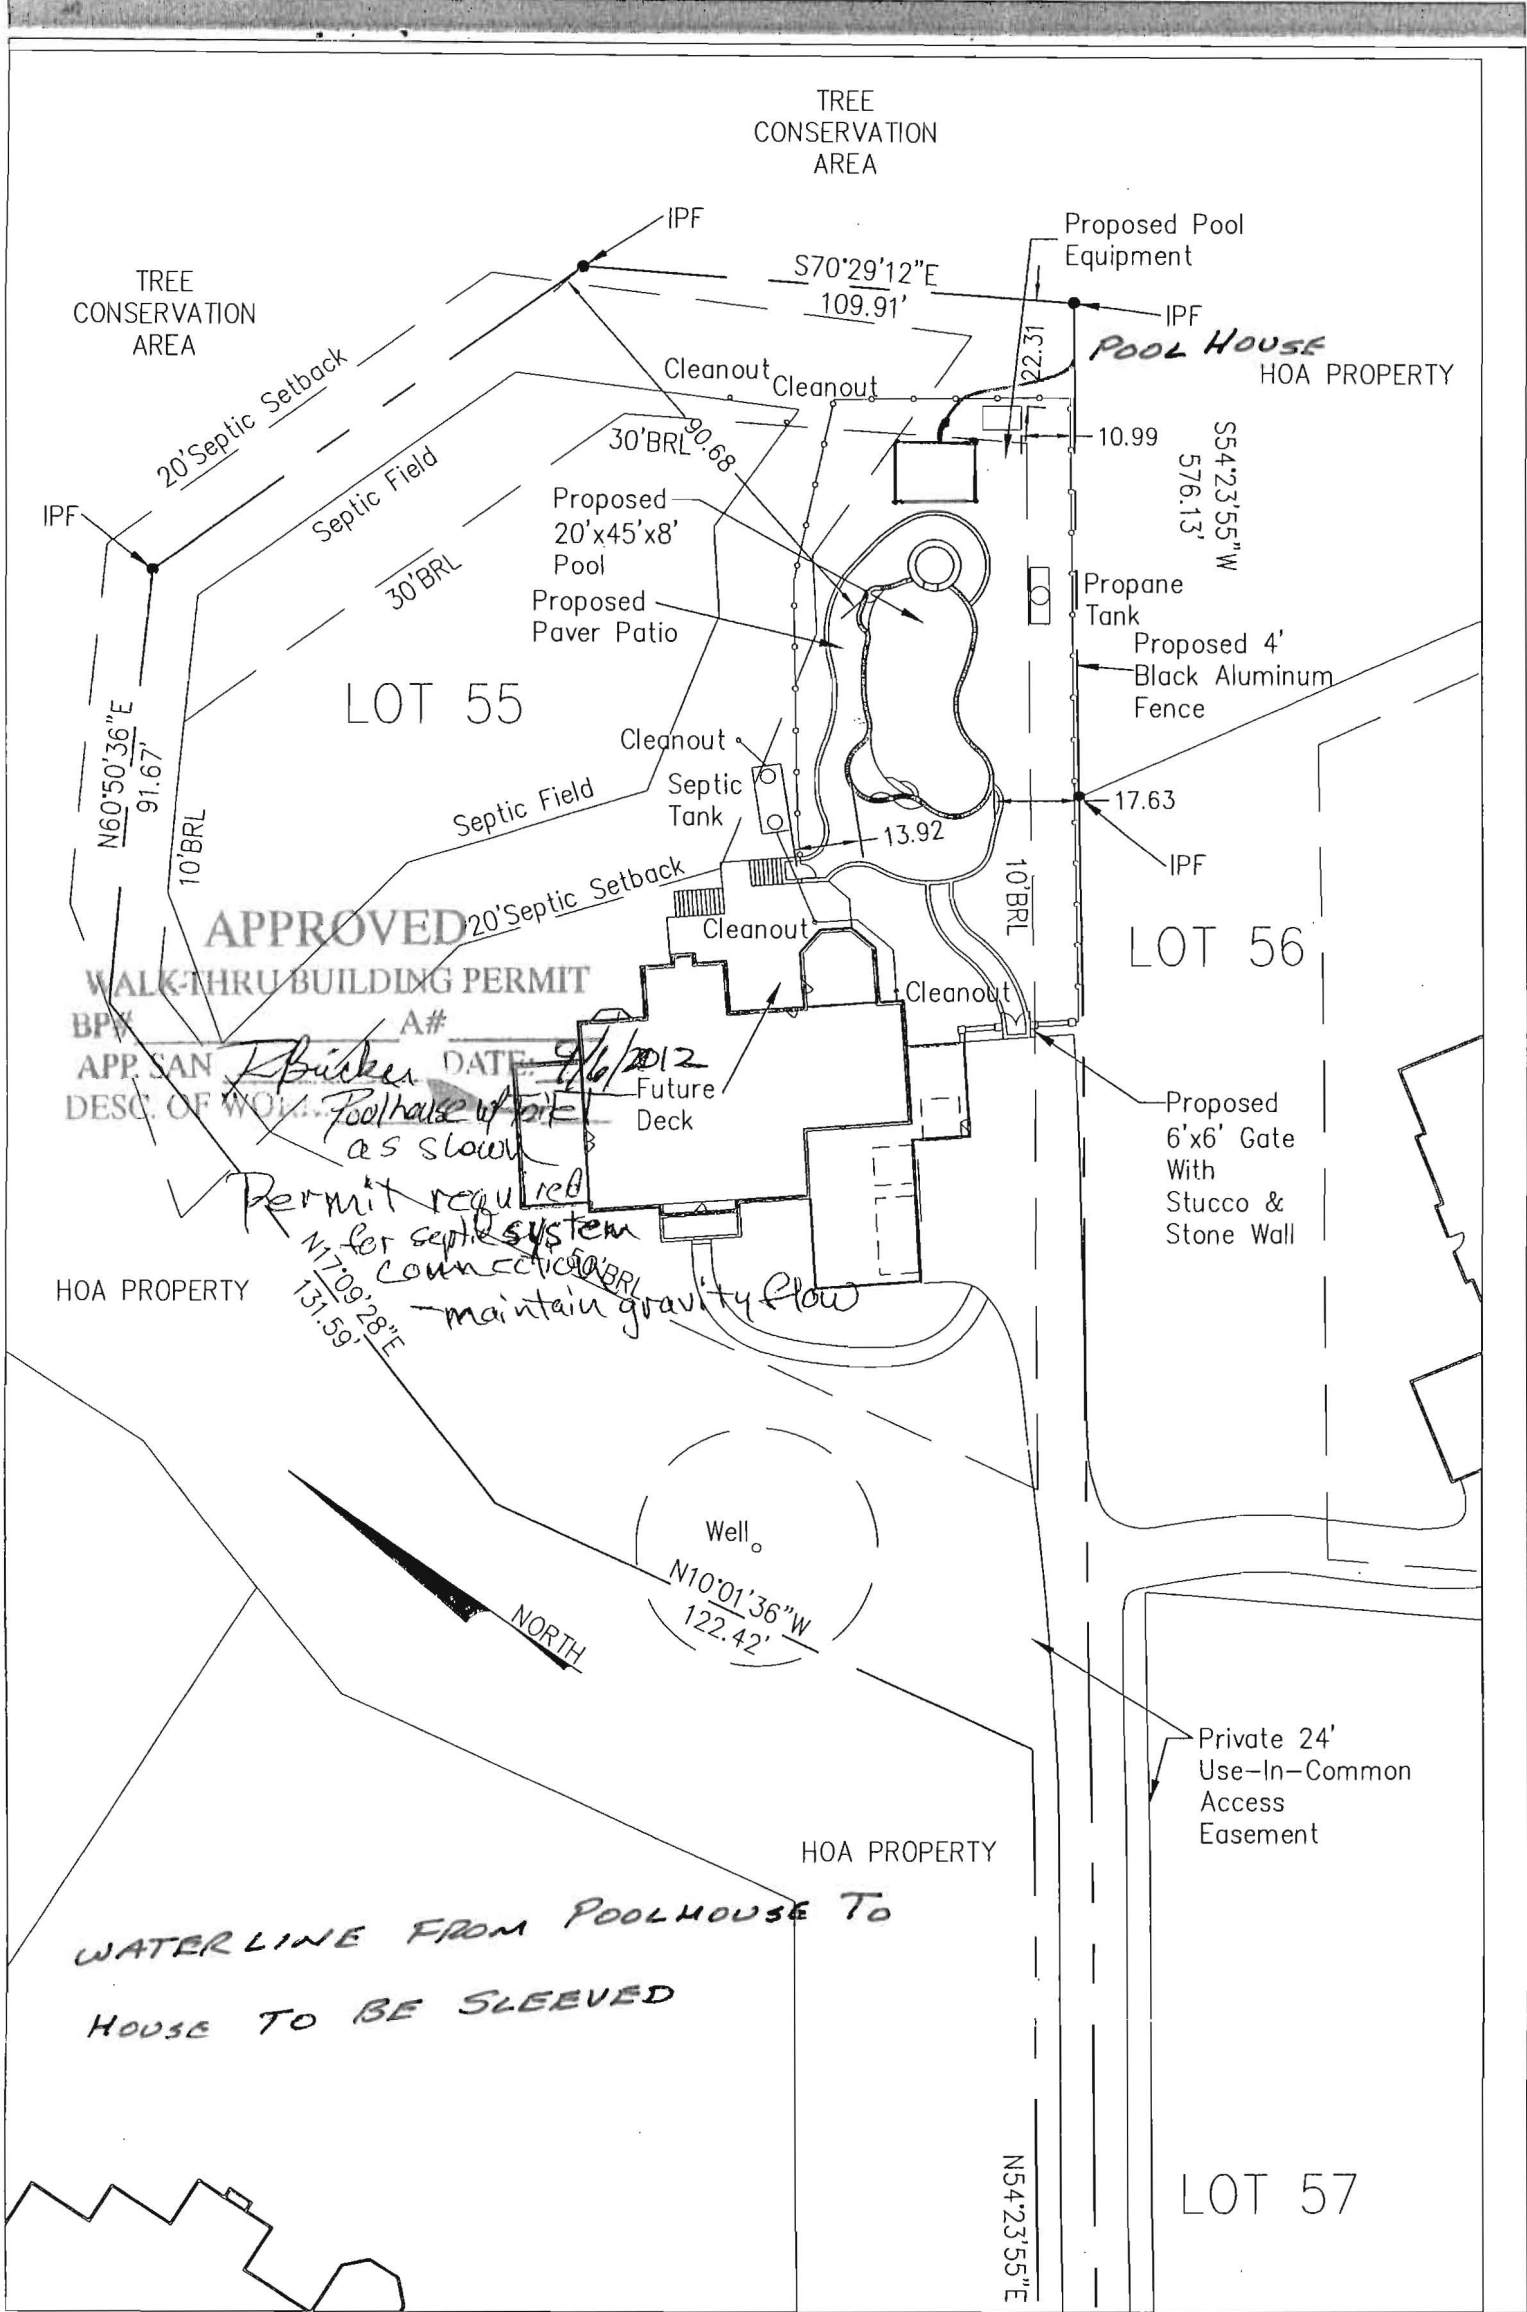 TREE
CONSERVATION
AREA
IPF
Proposed Pool
Equipment
TREE
CONSERVATION
AREA
S70°29'12"E
109.91'
IPF
22.31
POOL HOUSE
HOA PROPERTY
20'Septic Setback
Cleanout
Cleanout
10.99
30'BRL
90.68
S54°23'55"W
576.13'
Septic Field
IPF
Proposed
20'x45'x8'
Pool
30'BRL
Propane
Tank
Proposed
Paver Patio
Proposed 4'
Black Aluminum
Fence
LOT 55
N60°50'36"E
91.67'
Cleanout
Septic
Tank
Septic Field
17.63
13.92
10'BRL
IPF
10'BRL
20'Septic Setback
APPROVED
Cleanout
LOT 56
WALK-THRU BUILDING PERMIT
Cleanout
BP# A#
APP. SAN DATE: 9/6/2012
Future
Deck
DESC. OF Poolhouse w/
as shown
Proposed
6'x6' Gate
With
Stucco &
Stone Wall
Permit required
for septic system
connection
50'BRL
-maintain gravity flow
N17°09'28"E
131.59'
HOA PROPERTY
Well
N10°01'36"W
122.42'
NORTH
Private 24'
Use-In-Common
Access
Easement
HOA PROPERTY
WATERLINE FROM POOLHOUSE TO
HOUSE TO BE SLEEVED
N54°23'55"E
LOT 57